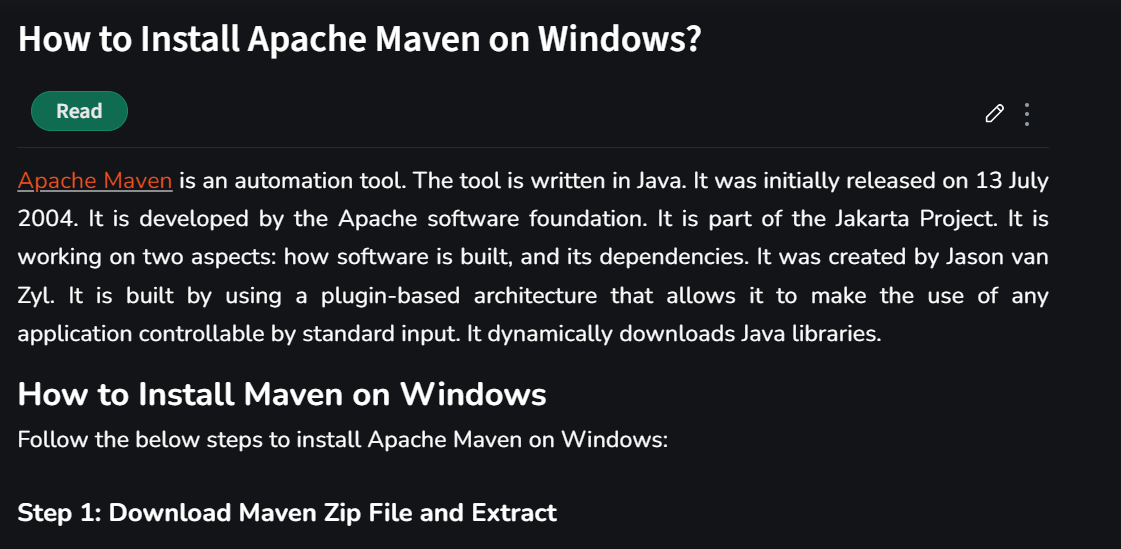 How to Install Apache Maven on Windows?
Read
Apache Maven is an automation tool. The tool is written in Java. It was initially released on 13 July
2004. It is developed by the Apache software foundation. It is part of the Jakarta Project. It is
working on two aspects: how software is built, and its dependencies. It was created by Jason van
Zyl. It is built by using a plugin-based architecture that allows it to make the use of any
application controllable by standard input. It dynamically downloads Java libraries.
How to Install Maven on Windows
Follow the below steps to install Apache Maven on Windows:
Step 1: Download Maven Zip File and Extract